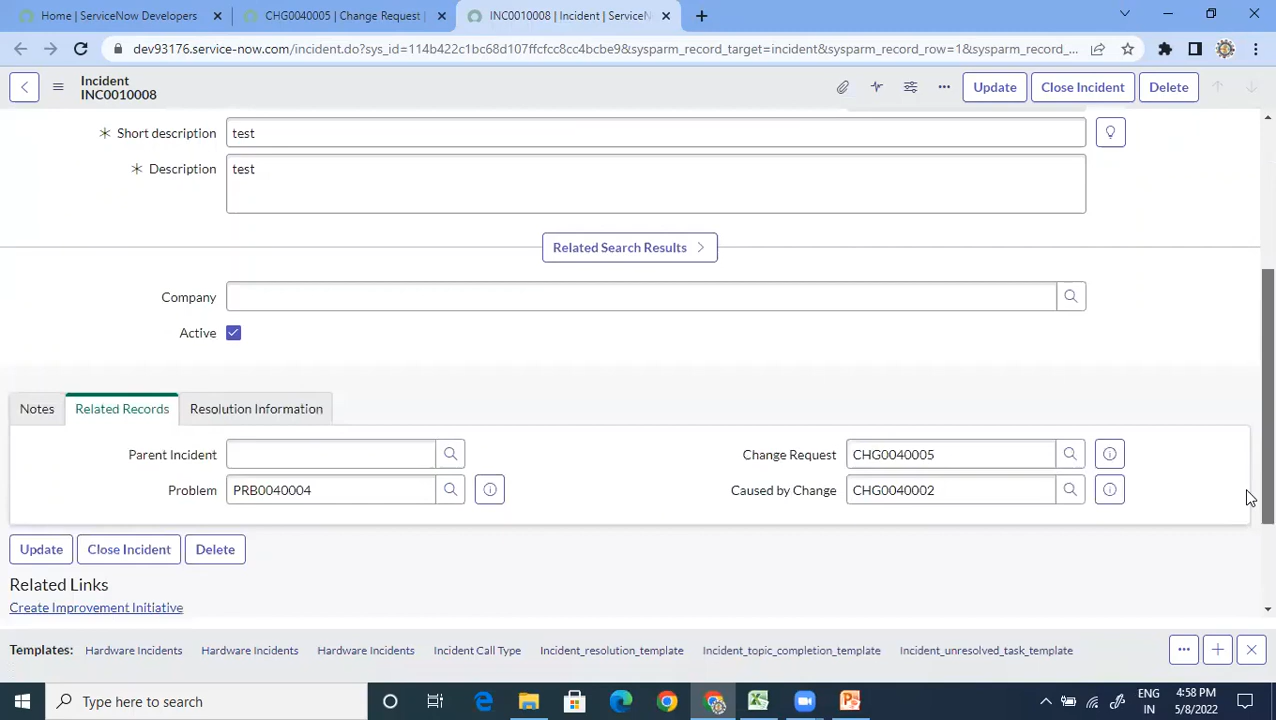 Home | ServiceNow Developers
CHG0040005 | Change Request |
INC0010008 | Incident | ServiceN
dev93176.service-now.com/incident.do?sys_id=114b422c1bc68d107ffcfcc8cc4bcbe9&sysparm_record_target=incident&sysparm_record_row=1&sysparm_record_...
Incident
INC0010008
Update
Close Incident
Delete
Short description
test
Description
test
Related Search Results
Company
Active
Notes
Related Records
Resolution Information
Parent Incident
Change Request
CHG0040005
Problem
PRB0040004
Caused by Change
CHG0040002
Update
Close Incident
Delete
Related Links
Create Improvement Initiative
Templates:
Hardware Incidents
Hardware Incidents
Hardware Incidents
Incident Call Type
Incident_resolution_template
Incident_topic_completion_template
Incident_unresolved_task_template
Type here to search
ENG
IN
4:58 PM
5/8/2022